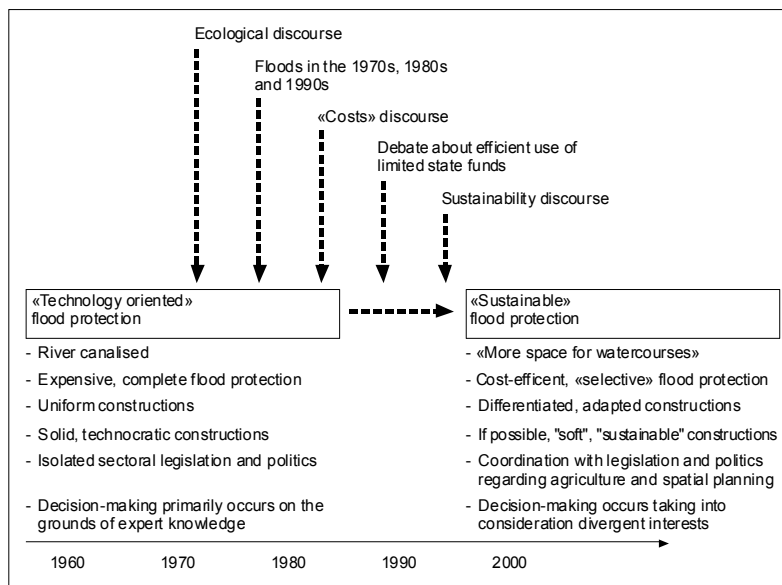 Ecological discourse
Floods in the 1970s, 1980s
and 1990s
«Costs» discourse
Debate about efficient use of
limited state funds
Sustainability discourse
«Technology oriented»
flood protection
«Sustainable»
flood protection
- River canalised
- Expensive, complete flood protection
- Uniform constructions
- Solid, technocratic constructions
- Isolated sectoral legislation and politics
- Decision-making primarily occurs on the
grounds of expert knowledge
- «More space for watercourses»
- Cost-efficent, «selective» flood protection
- Differentiated, adapted constructions
- If possible, "soft", "sustainable" constructions
- Coordination with legislation and politics
regarding agriculture and spatial planning
- Decision-making occurs taking into
consideration divergent interests
1960 1970 1980 1990 2000